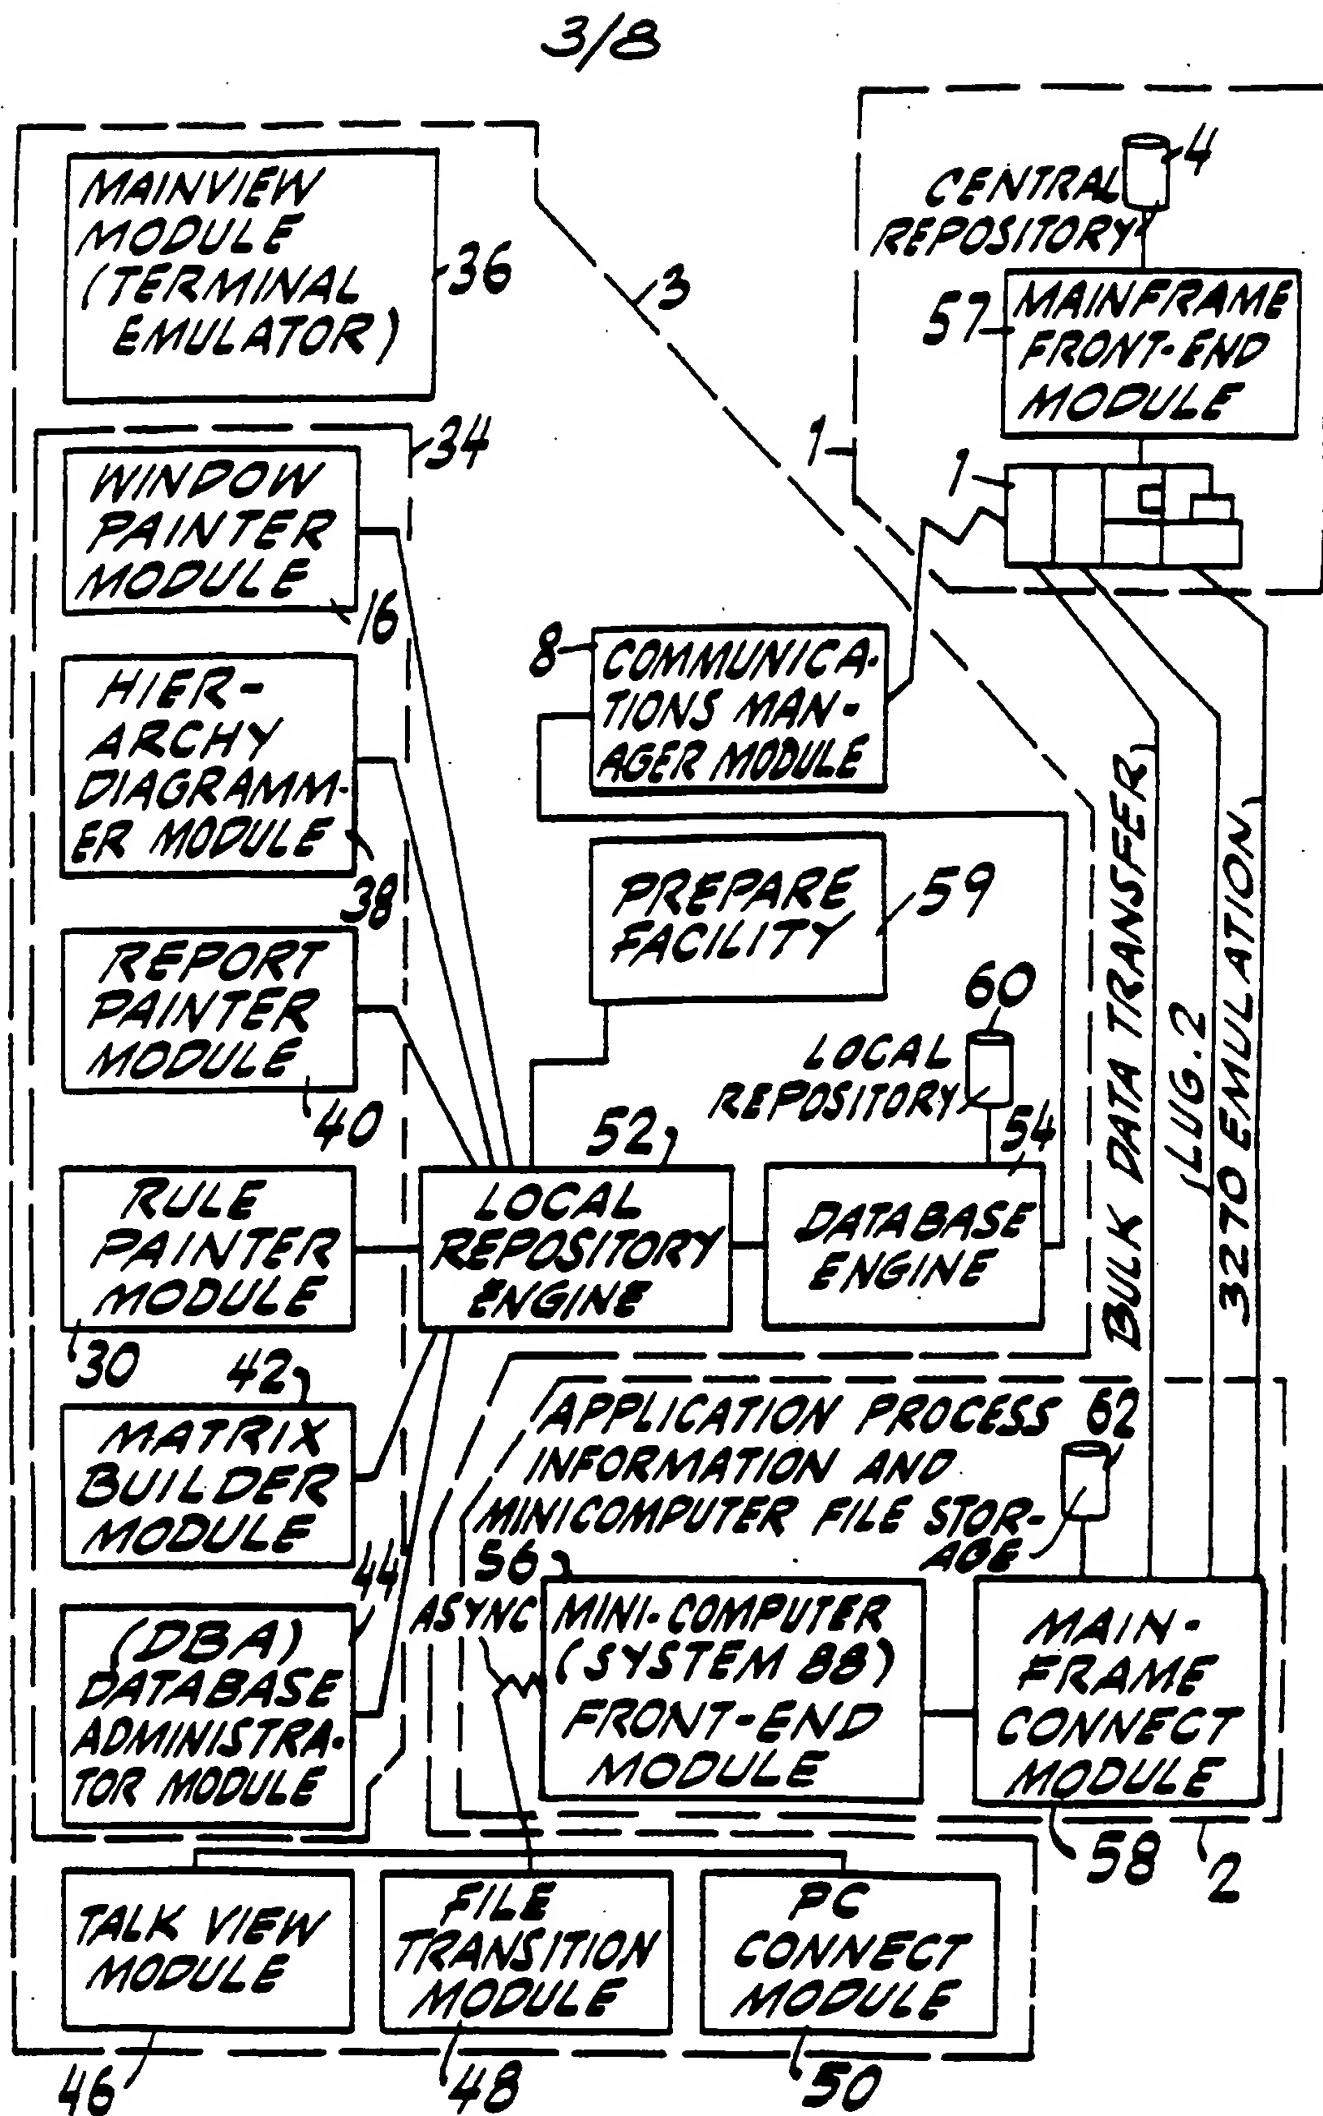 3/8
MAINVIEW
MODULE
(TERMINAL
EMULATOR)
36
3
4
CENTRAL
REPOSITORY
57
MAINFRAME
FRONT-END
MODULE
1
1
34
WINDOW
PAINTER
MODULE
16
HIER-
ARCHY
DIAGRAMM-
ER MODULE
38
REPORT
PAINTER
MODULE
40
RULE
PAINTER
MODULE
30
42
MATRIX
BUILDER
MODULE
44
(DBA)
DATABASE
ADMINISTRA-
TOR MODULE
8
COMMUNICA-
TIONS MAN-
AGER MODULE
PREPARE
FACILITY
59
60
LOCAL
REPOSITORY
52
LOCAL
REPOSITORY
ENGINE
54
DATABASE
ENGINE
BULK DATA TRANSFER
LUG.2
3270 EMULATION
APPLICATION PROCESS
INFORMATION AND
MINICOMPUTER FILE STOR-
AGE
62
56
ASYNC
MINI-COMPUTER
(SYSTEM 88)
FRONT-END
MODULE
MAIN-
FRAME
CONNECT
MODULE
58
2
TALK VIEW
MODULE
46
FILE
TRANSITION
MODULE
48
PC
CONNECT
MODULE
50